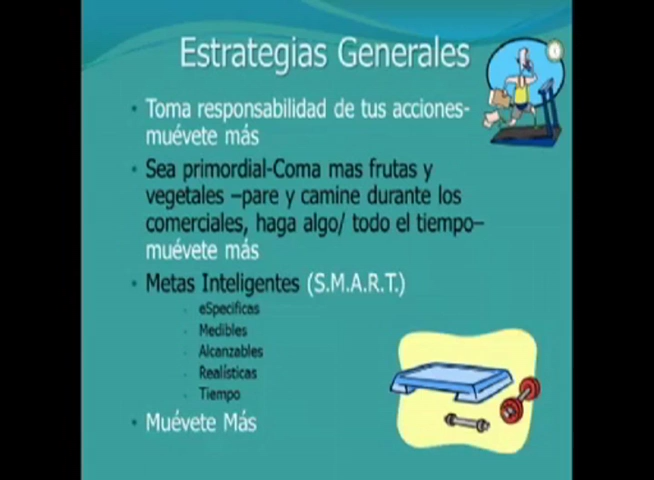 Estrategias Generales
Toma responsabilidad de tus acciones-
muévete más
Sea primordial-Coma mas frutas y
vegetales –pare y camine durante los
comerciales, haga algo/ todo el tiempo–
muévete más
Metas Inteligentes (S.M.A.R.T.)
eSpecificas
Medibles
Alcanzables
Realísticas
Tiempo
Muévete Más